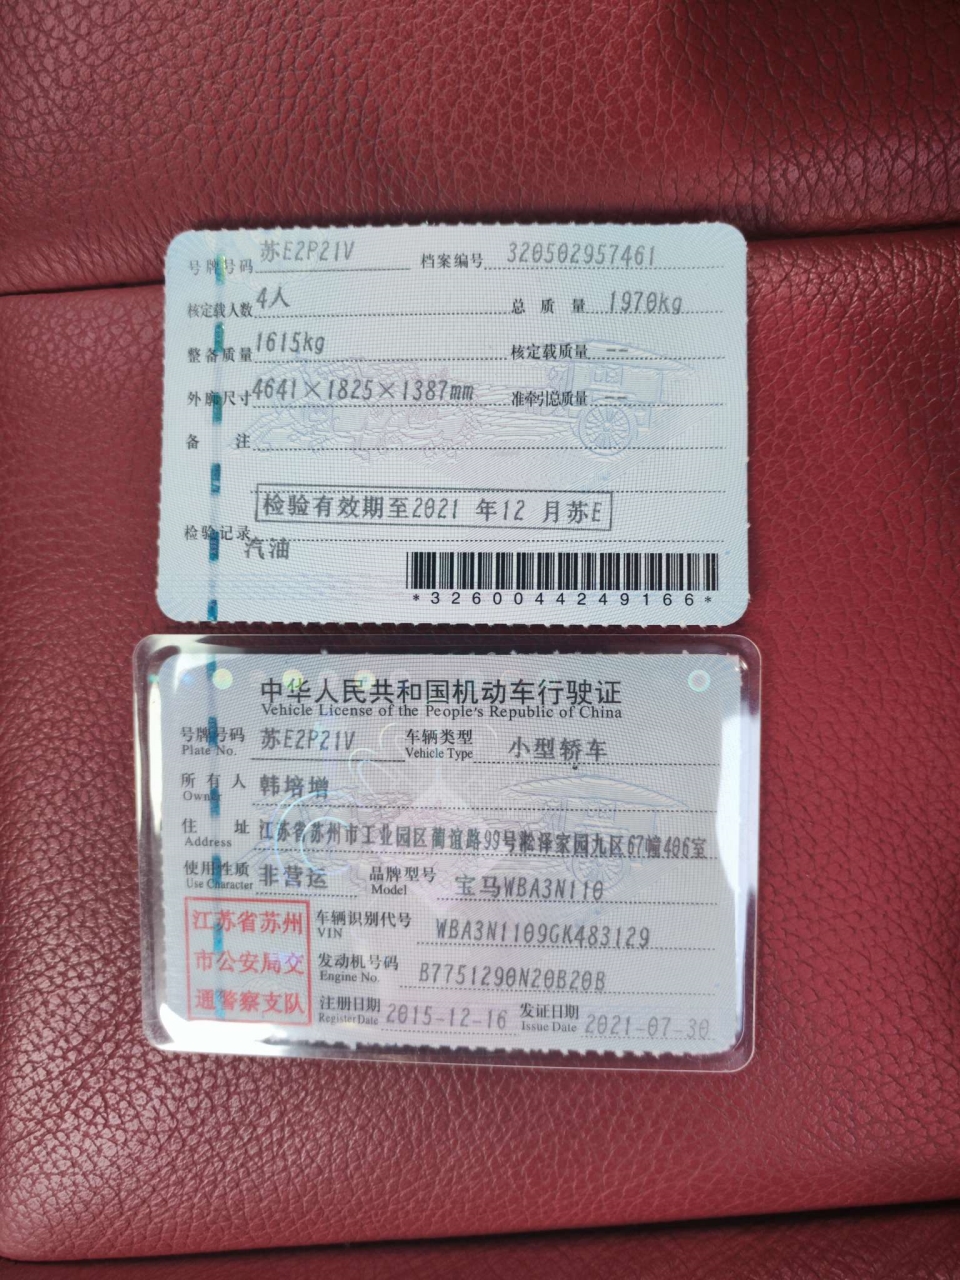 号牌号码 苏E2P21V 档案编号 320502957461
核定载人数 4人 总质量 1970kg
整备质量 1615kg 核定载质量 --
外廓尺寸 4641×1825×1387mm 准牵引总质量 --
备注
检验有效期至2021年12月苏E
检验记录
汽油
*3260044249166*
中华人民共和国机动车行驶证
Vehicle License of the People's Republic of China
号牌号码 苏E2P21V 车辆类型 小型轿车
Plate No. Vehicle Type
所有人 韩培增
Owner
住址 江苏省苏州市工业园区蔺谊路99号淞泽家园九区67幢406室
Address
使用性质 非营运 品牌型号 宝马WBA3N110
Use Character Model
江苏省苏州 车辆识别代号 WBA3N1109GK483129
VIN
市公安局交 发动机号码 B7751290N20B20B
Engine No.
通警察支队 注册日期 2015-12-16 发证日期 2021-07-30
Register Date Issue Date